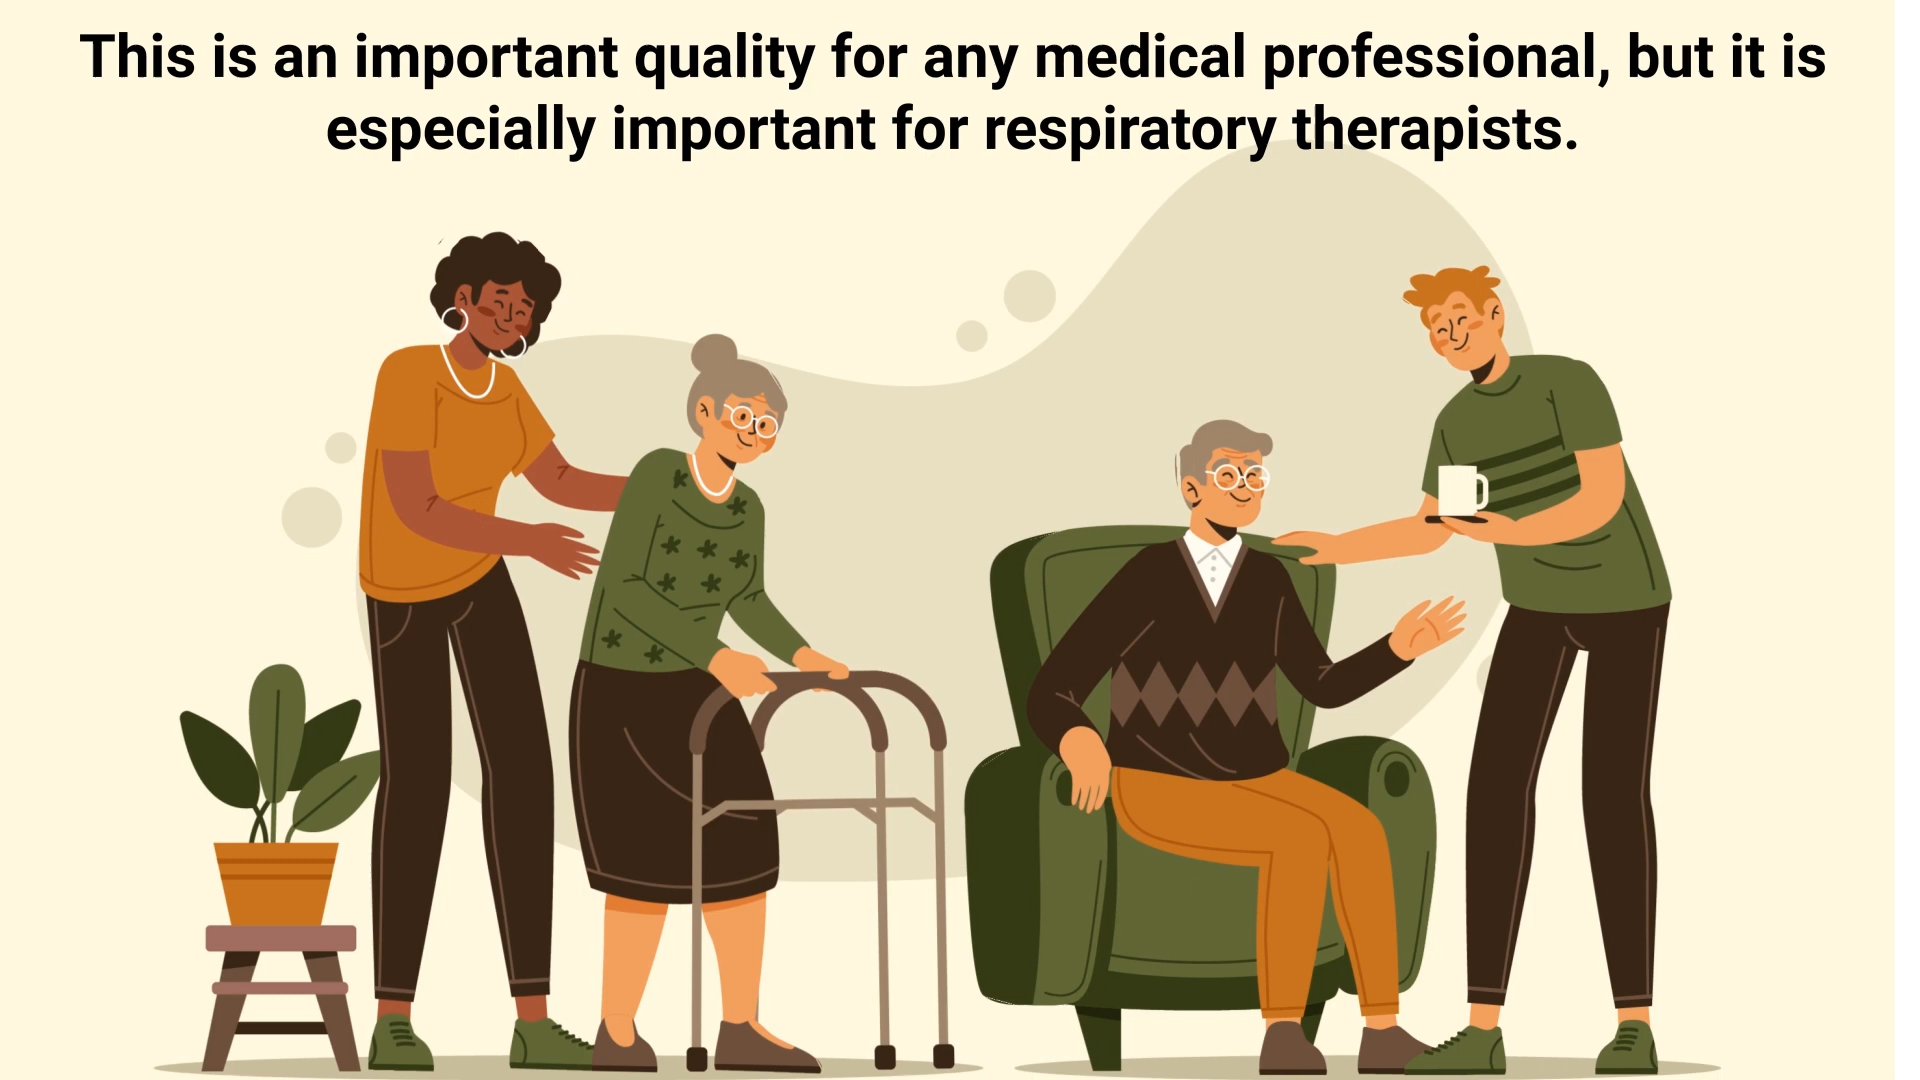 This is an important quality for any medical professional, but it is
especially important for respiratory therapists.